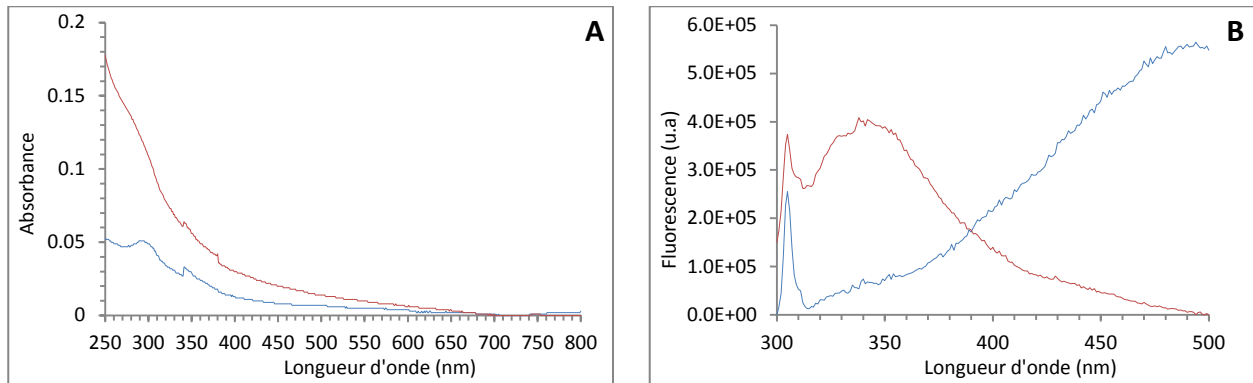 A
Absorbance
0.2
0.15
0.1
0.05
0
250 300 350 400 450 500 550 600 650 700 750 800
Longueur d'onde (nm)
B
Fluorescence (u.a)
6.0E+05
5.0E+05
4.0E+05
3.0E+05
2.0E+05
1.0E+05
0.0E+00
300 350 400 450 500
Longueur d'onde (nm)